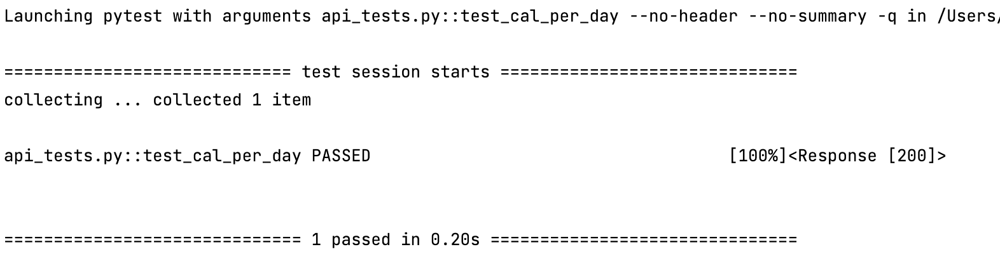 Launching pytest with arguments api_tests.py::test_cal_per_day --no-header --no-summary -q in /Users/
============================= test session starts ==============================
collecting ... collected 1 item
api_tests.py::test_cal_per_day PASSED                                    [100%]<Response [200]>
============================== 1 passed in 0.20s ===============================